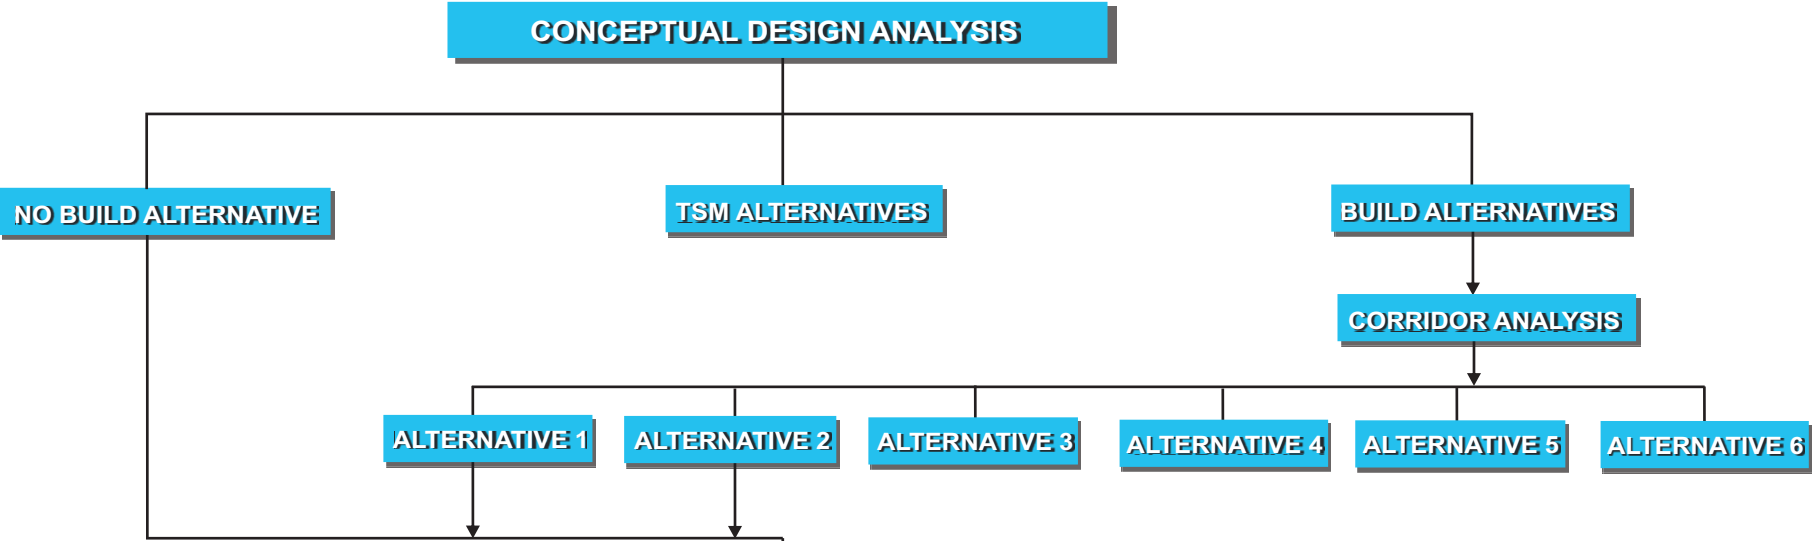 CONCEPTUAL DESIGN ANALYSIS
NO BUILD ALTERNATIVE
TSM ALTERNATIVES
BUILD ALTERNATIVES
CORRIDOR ANALYSIS
ALTERNATIVE 1
ALTERNATIVE 2
ALTERNATIVE 3
ALTERNATIVE 4
ALTERNATIVE 5
ALTERNATIVE 6